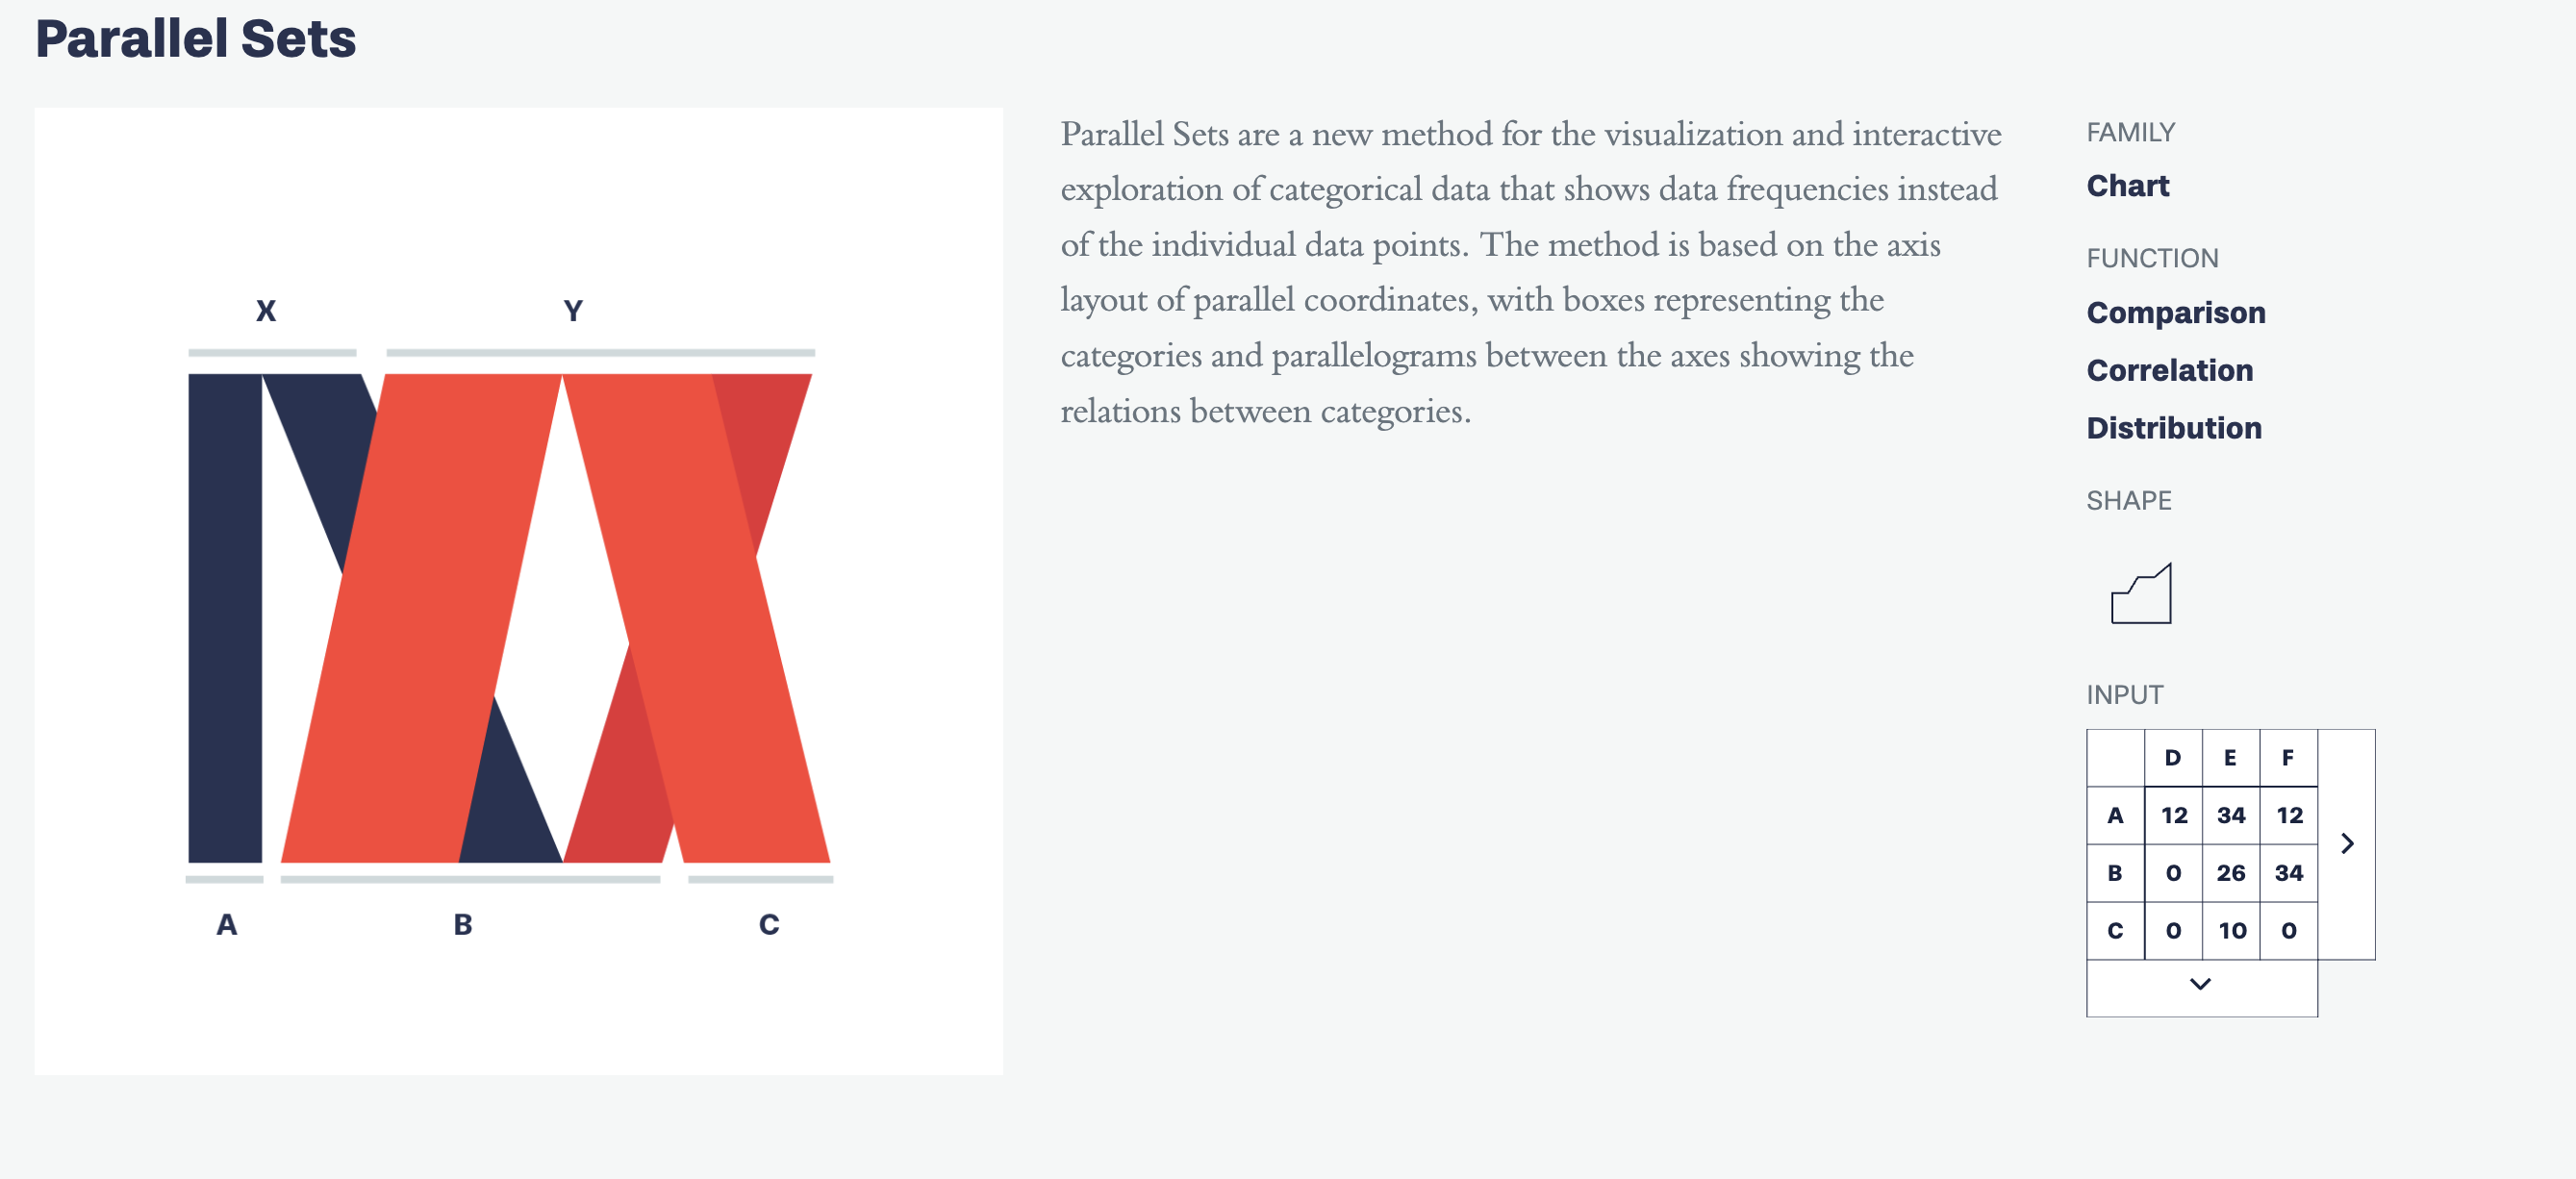 Parallel Sets
X Y
A B C
Parallel Sets are a new method for the visualization and interactive
exploration of categorical data that shows data frequencies instead
of the individual data points. The method is based on the axis
layout of parallel coordinates, with boxes representing the
categories and parallelograms between the axes showing the
relations between categories.
FAMILY
Chart
FUNCTION
Comparison
Correlation
Distribution
SHAPE
INPUT
D E F
A 12 34 12
B 0 26 34
C 0 10 0